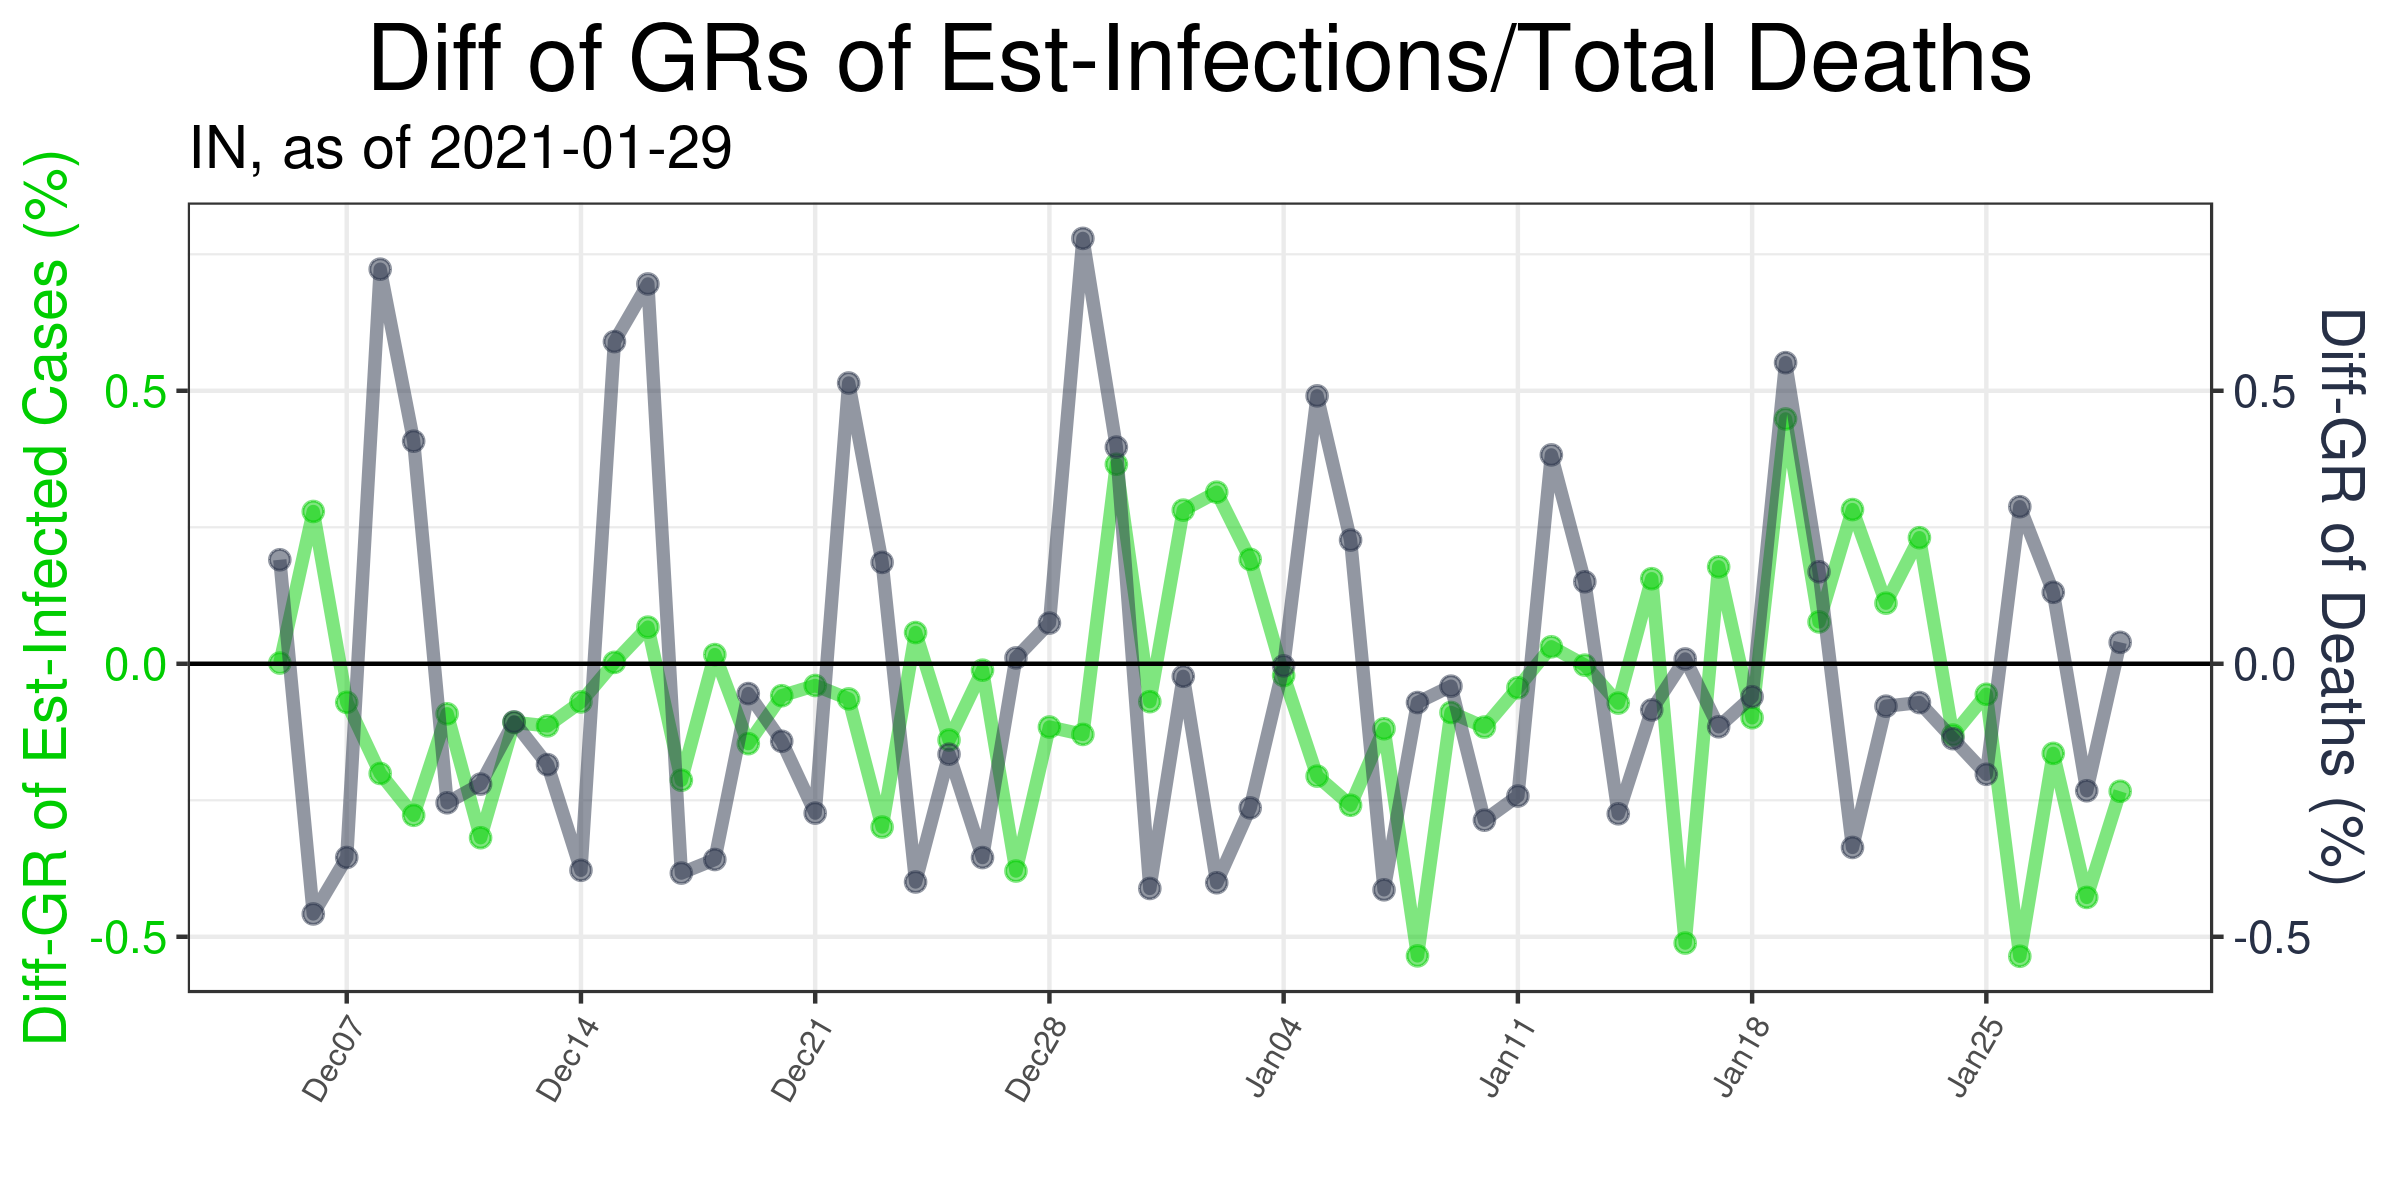 Diff of GRs of Est-Infections/Total Deaths
IN, as of 2021-01-29
Diff-GR of Est-Infected Cases (%)
0.5
0.0
-0.5
0.5
0.0
-0.5
Diff-GR of Deaths (%)
Dec07
Dec14
Dec21
Dec28
Jan04
Jan11
Jan18
Jan25